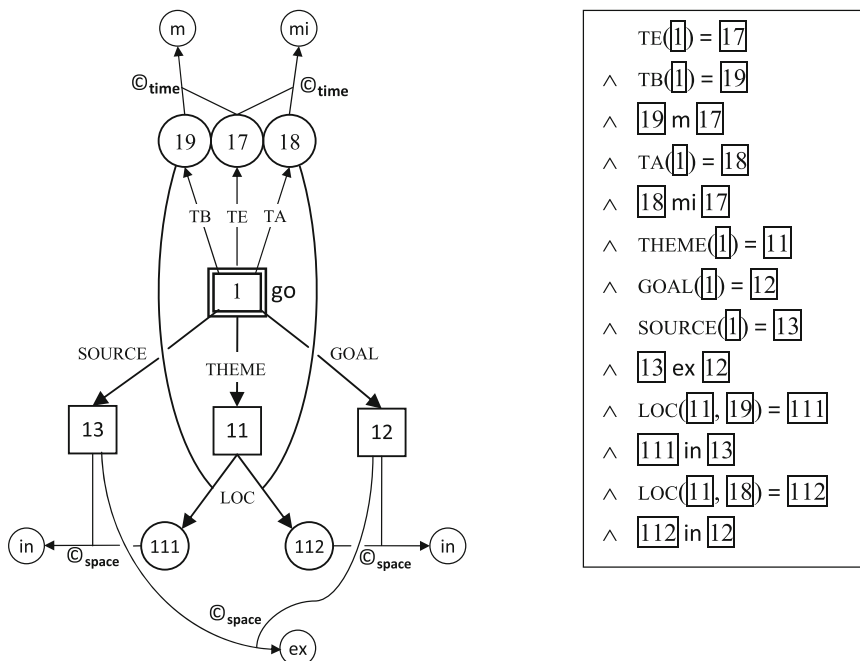 m
mi
©time
©time
19
17
18
TB
TE
TA
1
go
SOURCE
THEME
GOAL
13
11
12
LOC
in
©space
111
112
©space
in
©space
ex
TE(1) = 17
∧ TB(1) = 19
∧ 19 m 17
∧ TA(1) = 18
∧ 18 mi 17
∧ THEME(1) = 11
∧ GOAL(1) = 12
∧ SOURCE(1) = 13
∧ 13 ex 12
∧ LOC(11, 19) = 111
∧ 111 in 13
∧ LOC(11, 18) = 112
∧ 112 in 12